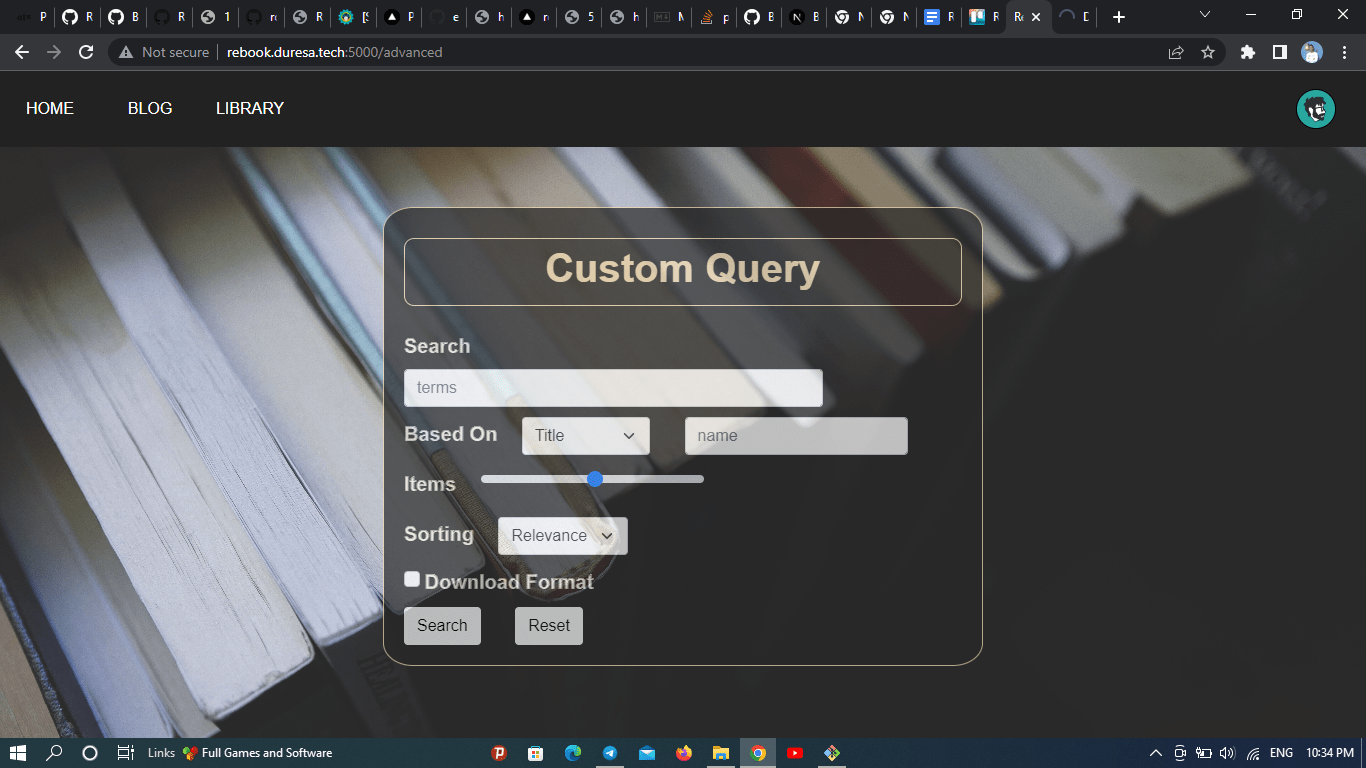 P
R
B
R
1
r
R
[S
P
e
h
r
5
h
M
p
B
B
N
N
R
R
Re
D
Not secure
rebook.duresa.tech:5000/advanced
HOME
BLOG
LIBRARY
Custom Query
Search
terms
Based On
Title
name
Items
Sorting
Relevance
Download Format
Search
Reset
Links
Full Games and Software
ENG
10:34 PM